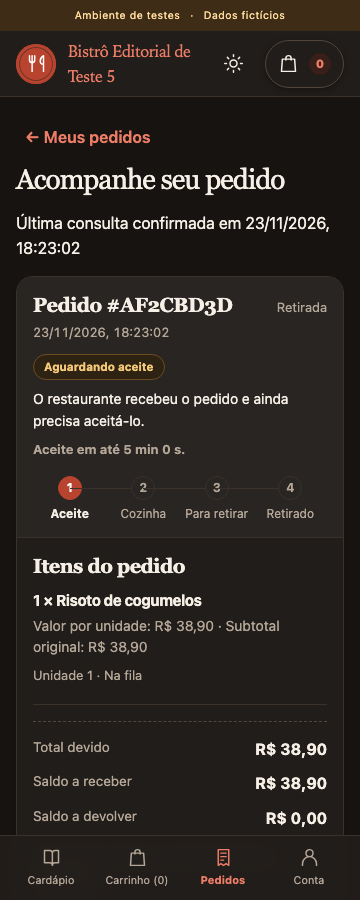 Ambiente de testes · Dados fictícios
Bistrô Editorial de
Teste 5
0
← Meus pedidos
Acompanhe seu pedido
Última consulta confirmada em 23/11/2026,
18:23:02
Pedido #AF2CBD3D
Retirada
23/11/2026, 18:23:02
Aguardando aceite
O restaurante recebeu o pedido e ainda
precisa aceitá-lo.
Aceite em até 5 min 0 s.
1 2 3 4
Aceite Cozinha Para retirar Retirado
Itens do pedido
1 × Risoto de cogumelos
Valor por unidade: R$ 38,90 · Subtotal
original: R$ 38,90
Unidade 1 · Na fila
Total devido R$ 38,90
Saldo a receber R$ 38,90
Saldo a devolver R$ 0,00
Cardápio Carrinho (0) Pedidos Conta